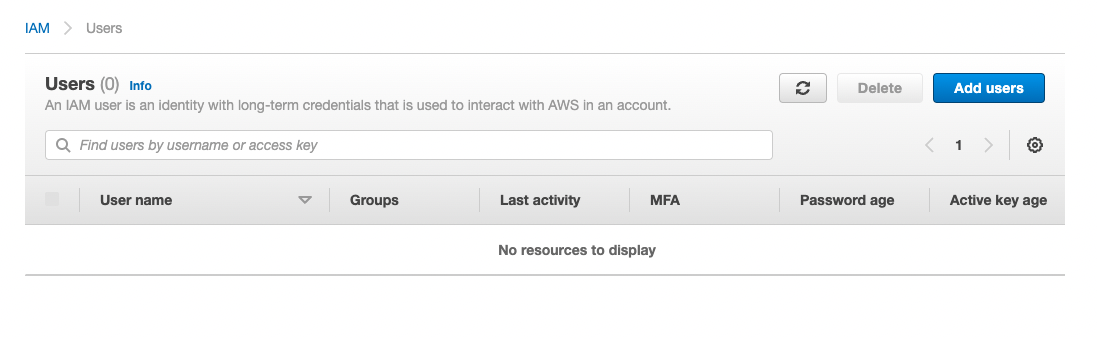 IAM > Users
Users (0) Info
An IAM user is an identity with long-term credentials that is used to interact with AWS in an account.
Delete
Add users
Find users by username or access key
1
User name Groups Last activity MFA Password age Active key age
No resources to display